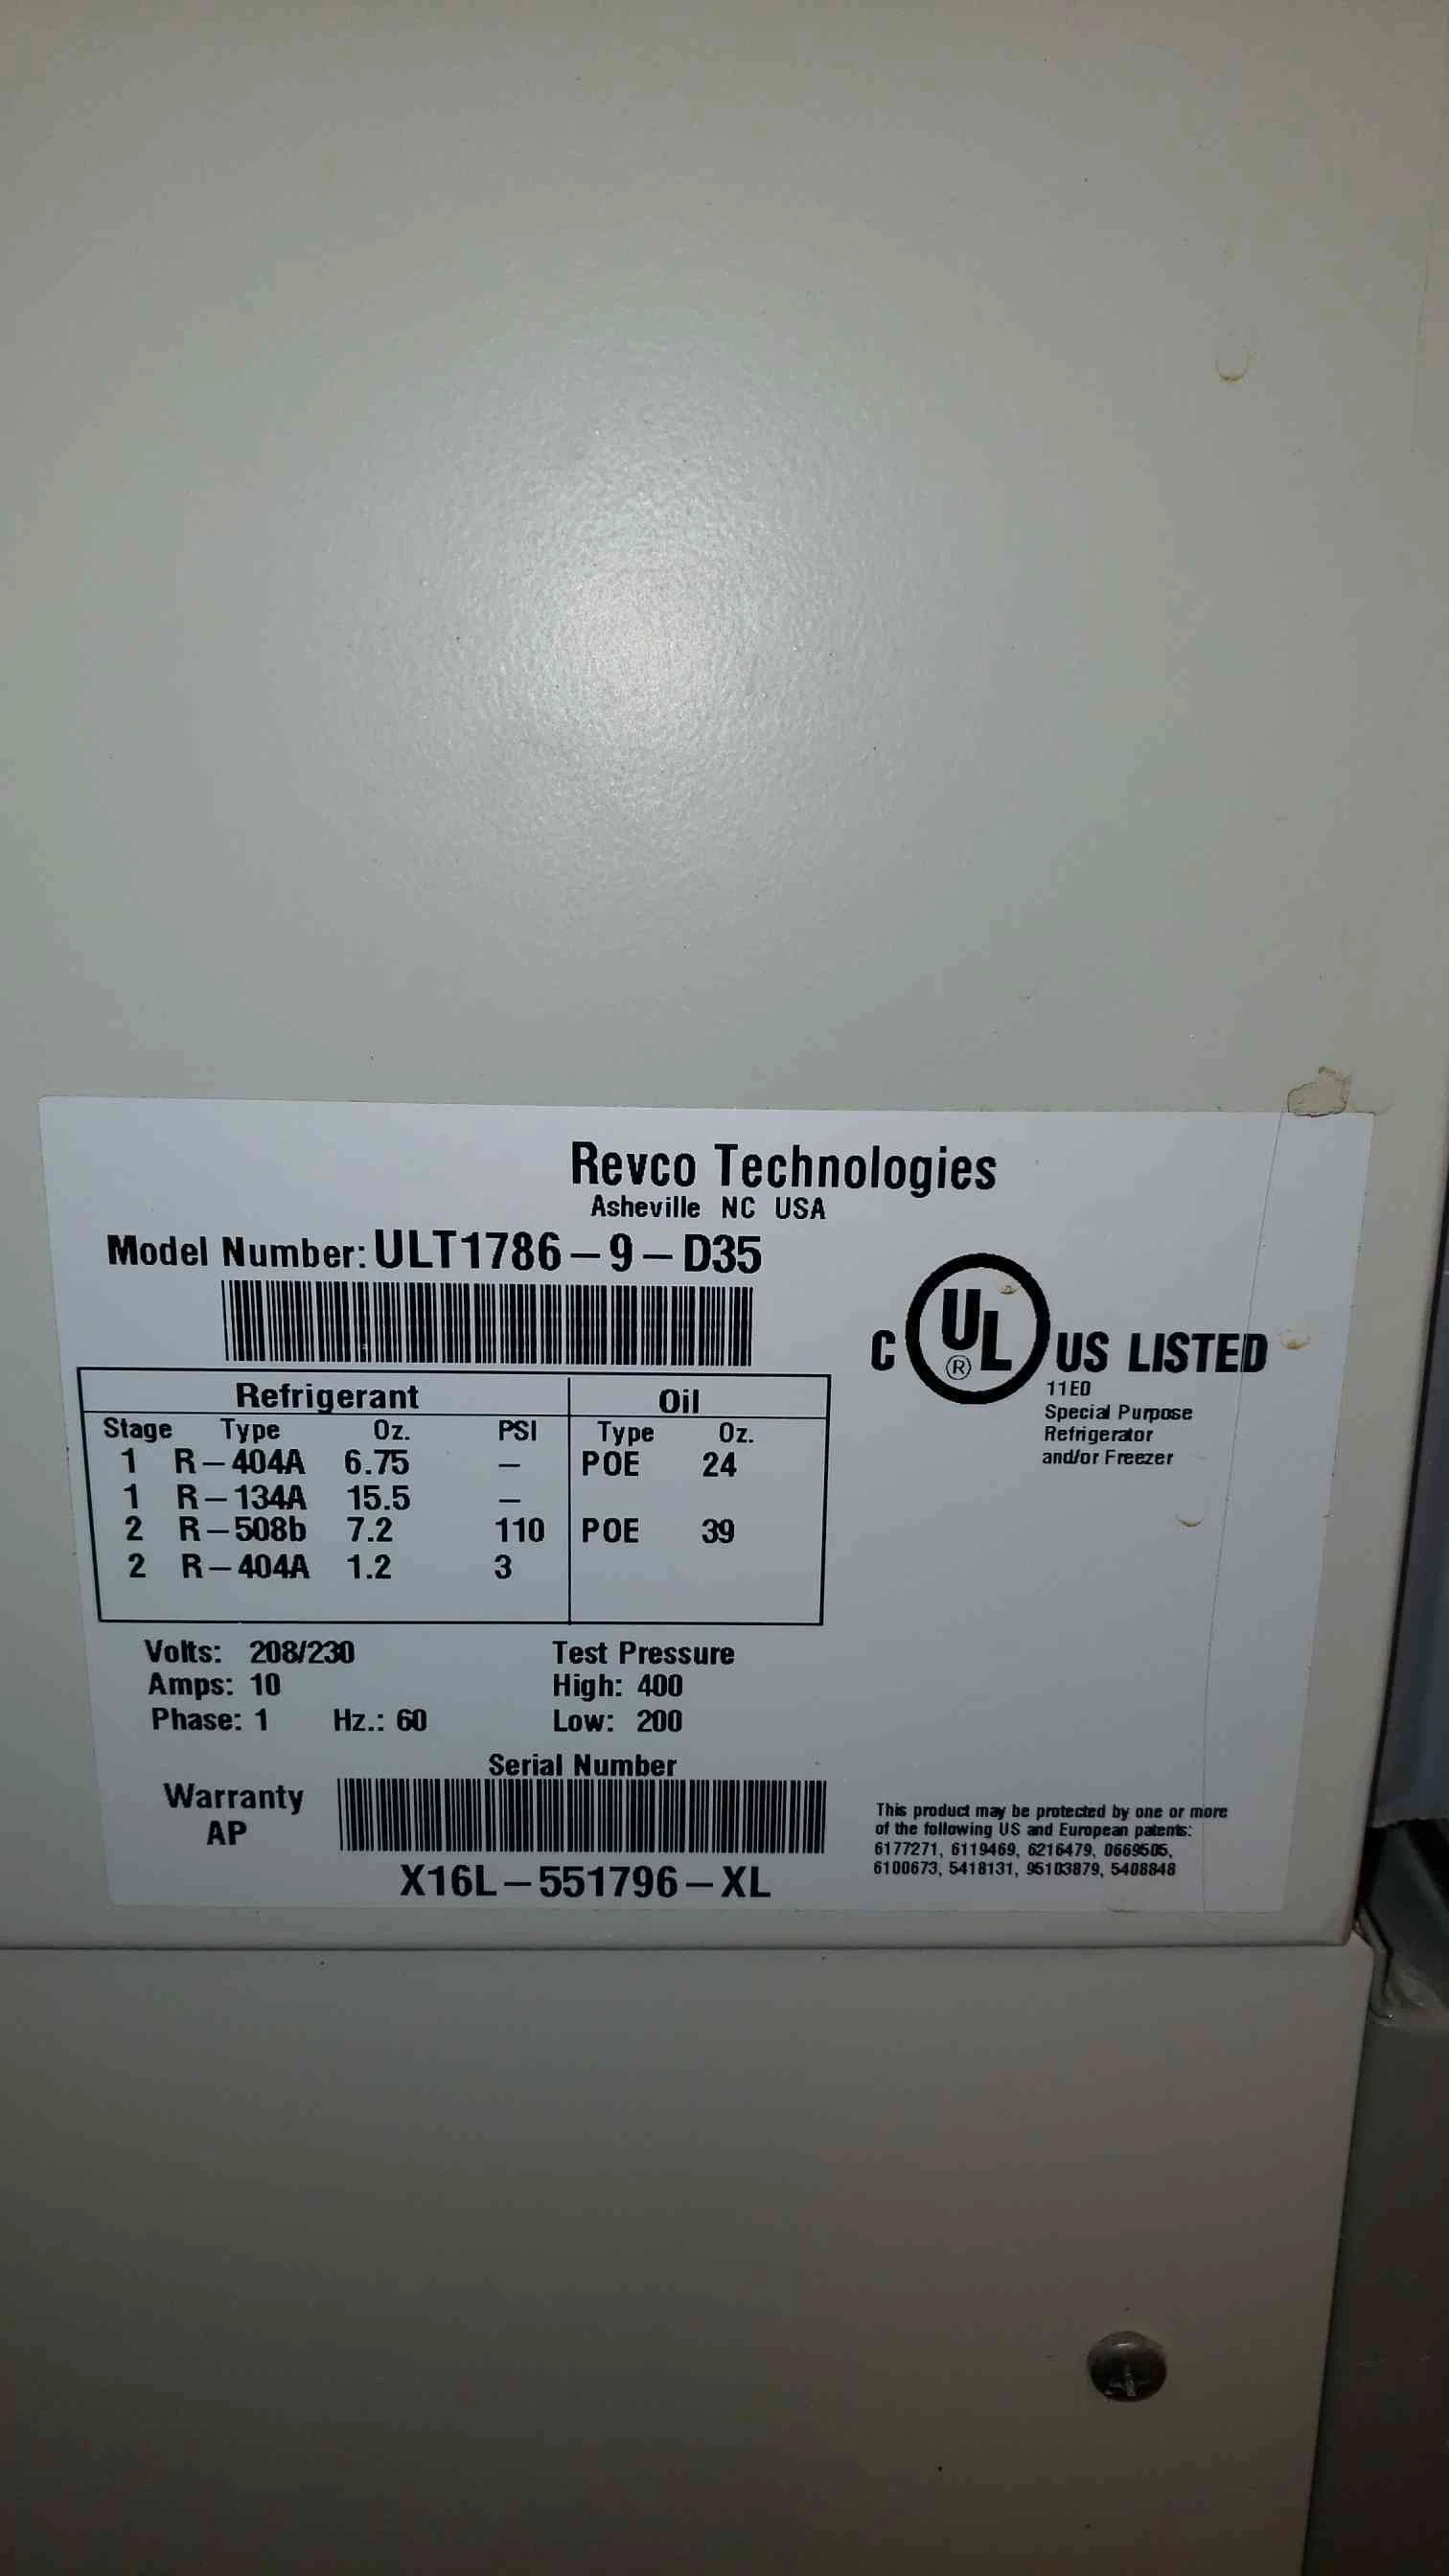 Revco Technologies
Asheville NC USA
Model Number: ULT1786-9-D35
C UL ® US LISTED
11E0
Special Purpose
Refrigerator
and/or Freezer
Refrigerant Oil
Stage Type Oz. PSI Type Oz.
1 R-404A 6.75 - POE 24
1 R-134A 15.5 -
2 R-508b 7.2 110 POE 39
2 R-404A 1.2 3
Volts: 208/230 Test Pressure
Amps: 10 High: 400
Phase: 1 Hz.: 60 Low: 200
Serial Number
Warranty
AP
X16L-551796-XL
This product may be protected by one or more
of the following US and European patents:
6177271, 6119469, 6216479, 0669505,
6100673, 5418131, 95103879, 5408848